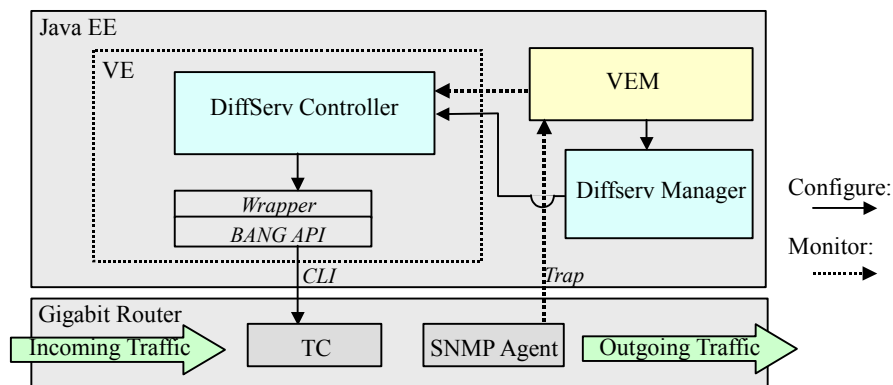 Java EE
VE
VEM
DiffServ Controller
Diffserv Manager
Configure:
Wrapper
BANG API
Monitor:
CLI
Trap
Gigabit Router
Incoming Traffic
TC
SNMP Agent
Outgoing Traffic